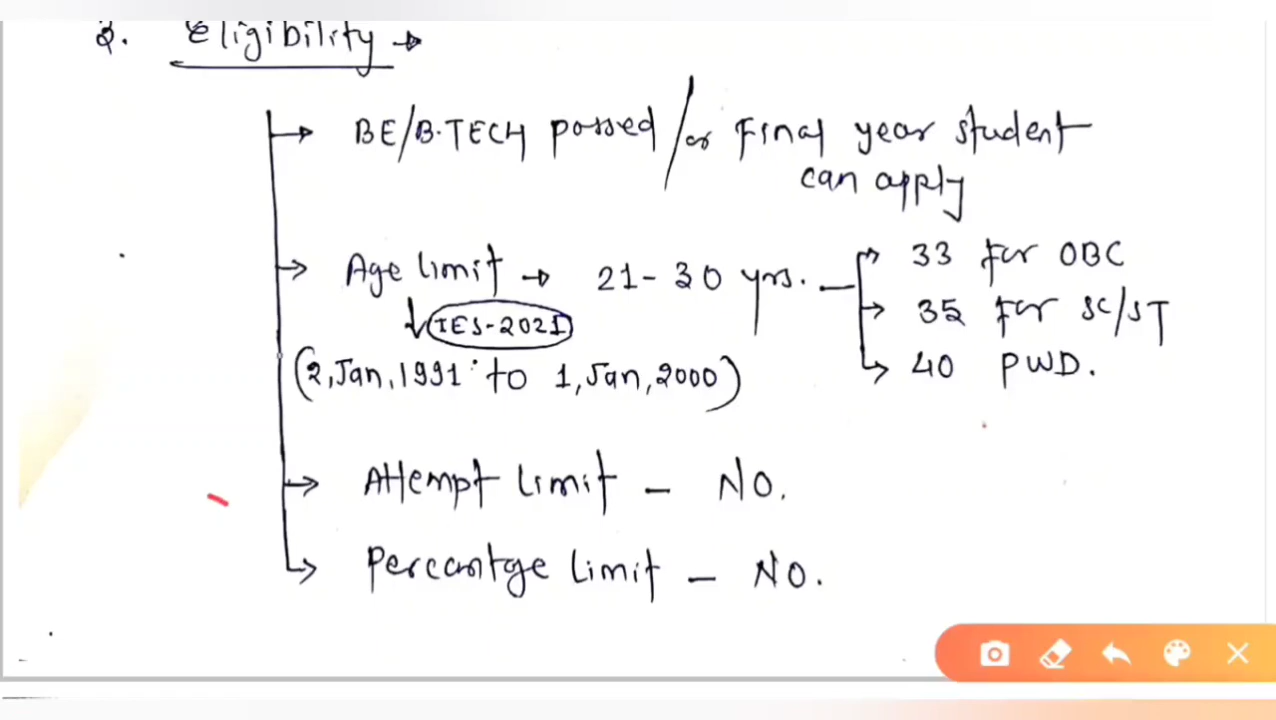 2. Eligibility →
→ BE/B.TECH passed / or Final year student
can apply
→ Age limit → 21 - 30 yrs. → 33 for OBC
→ 35 for SC/ST
→ 40 PWD.
↓ IES-2021
(2, Jan, 1991 to 1, Jan, 2000)
→ Attempt limit - NO.
→ Percantge limit - NO.